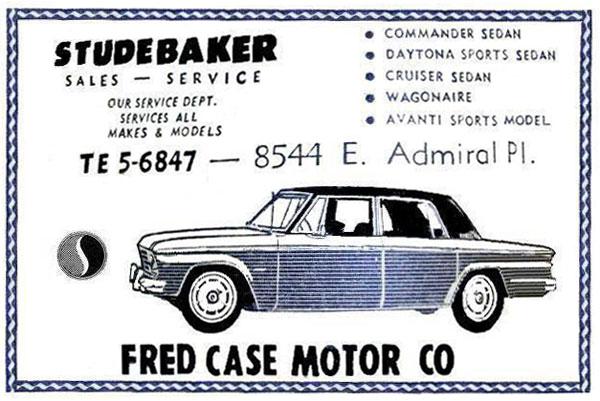 STUDEBAKER
SALES — SERVICE
OUR SERVICE DEPT.
SERVICES ALL
MAKES & MODELS
• COMMANDER SEDAN
• DAYTONA SPORTS SEDAN
• CRUISER SEDAN
• WAGONAIRE
• AVANTI SPORTS MODEL
TE 5-6847 — 8544 E. Admiral Pl.
FRED CASE MOTOR CO